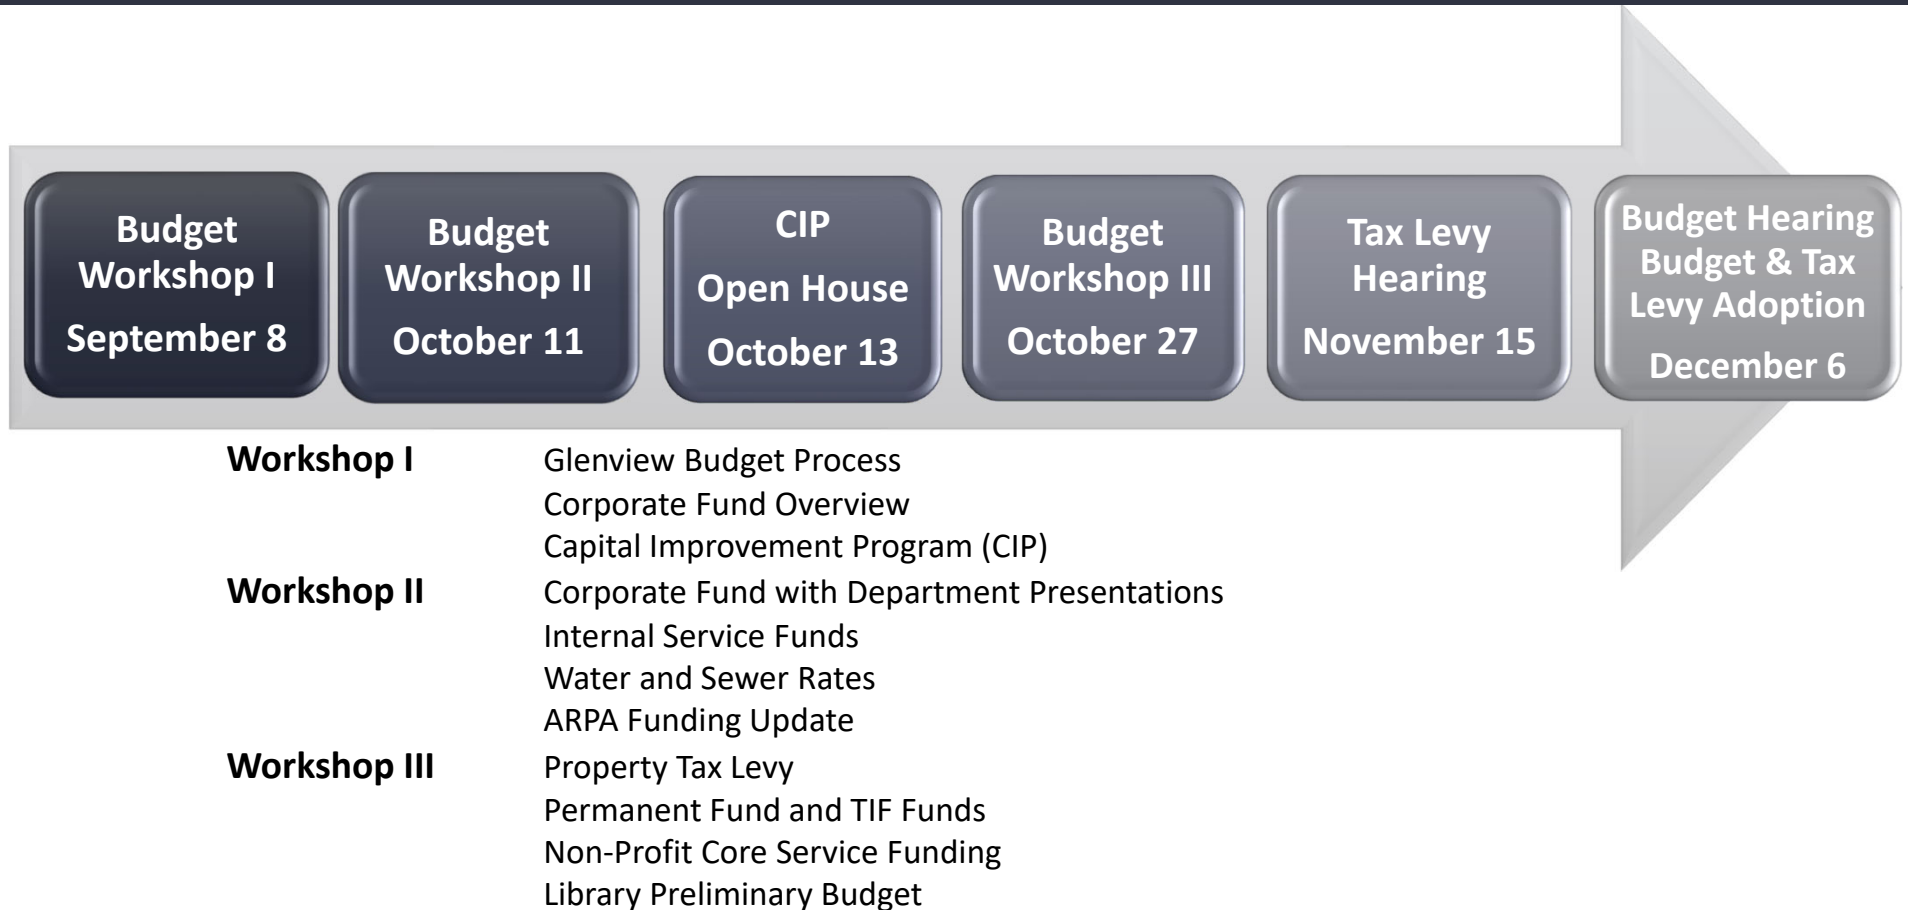 Budget
Workshop I
September 8
Budget
Workshop II
October 11
CIP
Open House
October 13
Budget
Workshop III
October 27
Tax Levy
Hearing
November 15
Budget Hearing
Budget & Tax
Levy Adoption
December 6
Workshop I Glenview Budget Process
Corporate Fund Overview
Capital Improvement Program (CIP)
Workshop II Corporate Fund with Department Presentations
Internal Service Funds
Water and Sewer Rates
ARPA Funding Update
Workshop III Property Tax Levy
Permanent Fund and TIF Funds
Non-Profit Core Service Funding
Library Preliminary Budget